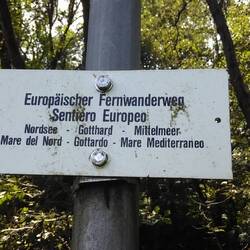 Europäischer Fernwanderweg
Sentiero Europeo
Nordsee - Gotthard - Mittelmeer
Mare del Nord - Gottardo - Mare Mediterraneo